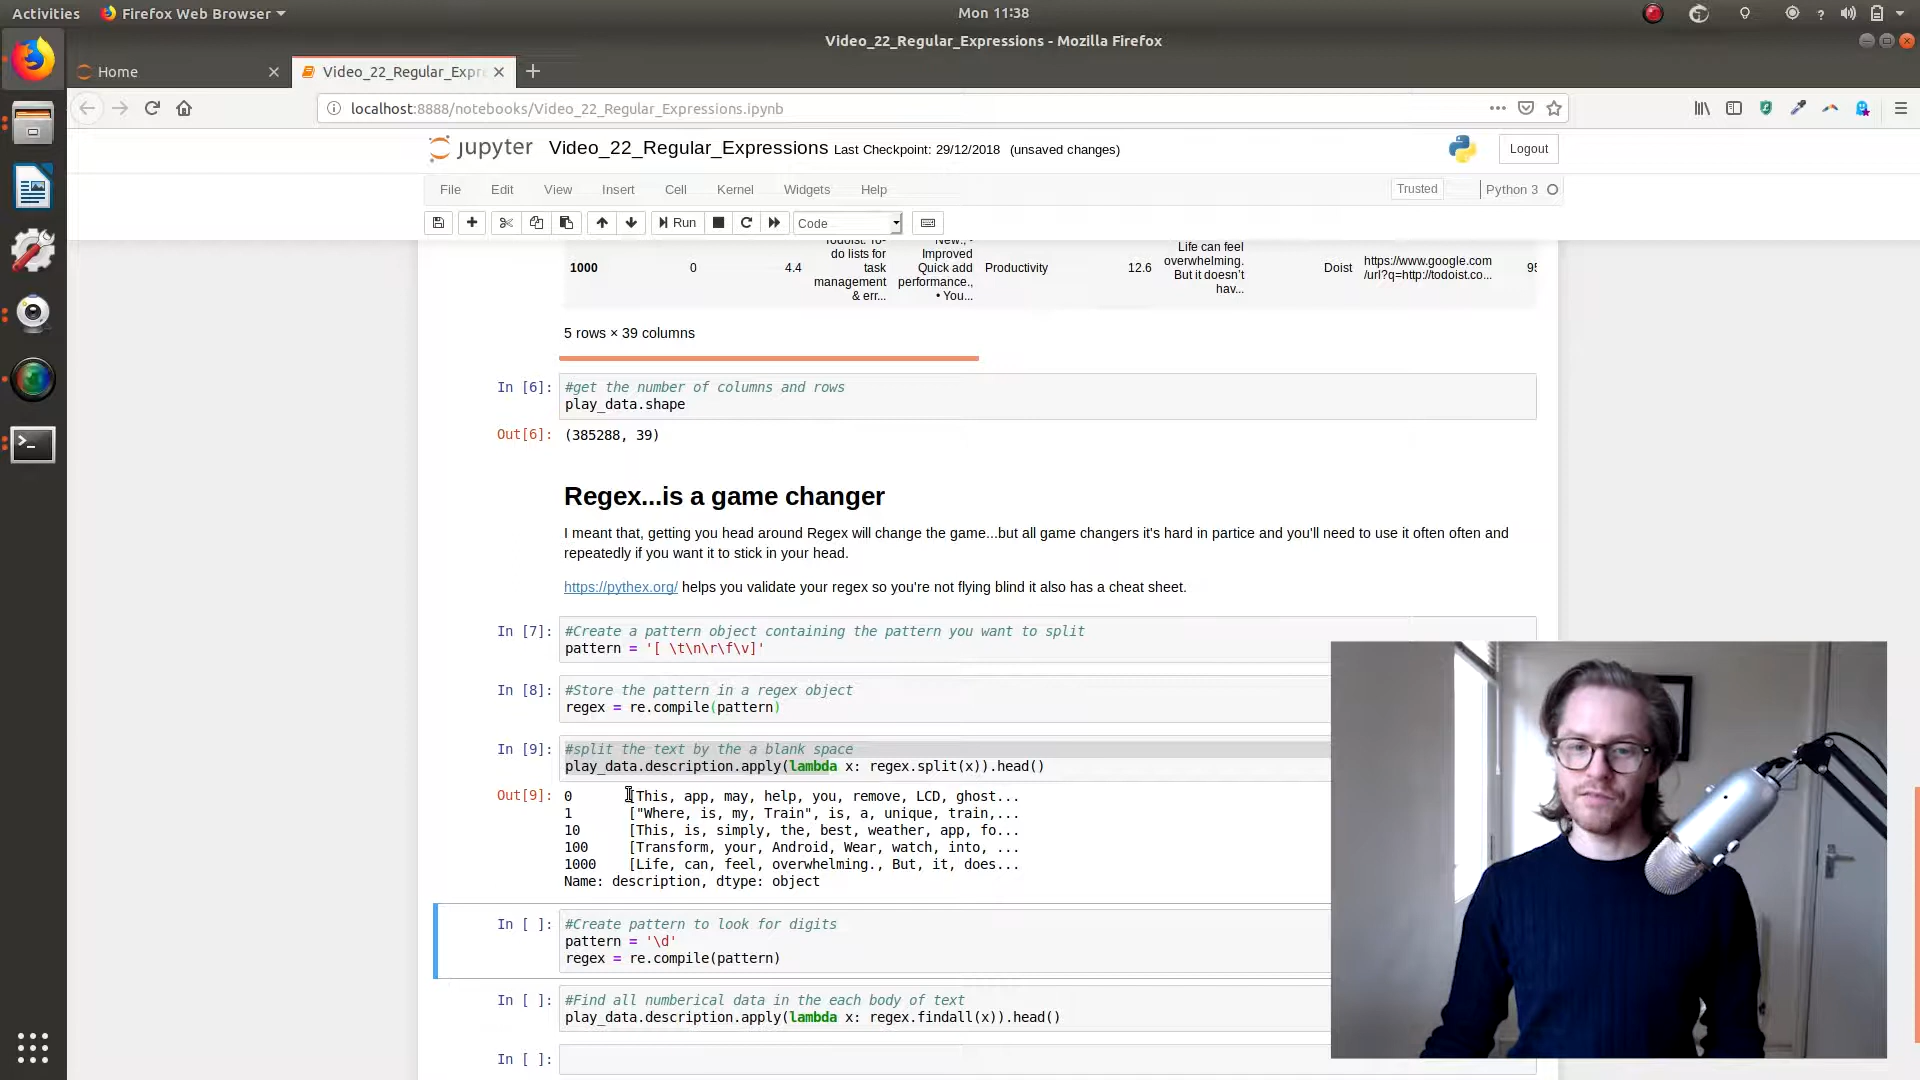 Activities Firefox Web Browser Mon 11:38
Video_22_Regular_Expressions - Mozilla Firefox
Home Video_22_Regular_Expr
localhost:8888/notebooks/Video_22_Regular_Expressions.ipynb
jupyter Video_22_Regular_Expressions Last Checkpoint: 29/12/2018 (unsaved changes) Logout
File Edit View Insert Cell Kernel Widgets Help Trusted Python 3
Run Code
Todoist: To-
do lists for
task
management
& err...
New:, -
Improved
Quick add
performance.,
• You...
Life can feel
overwhelming.
But it doesn't
hav...
https://www.google.com
/url?q=http://todoist.co...
1000 0 4.4 Productivity 12.6 Doist 95
5 rows × 39 columns
In [6]: #get the number of columns and rows
play_data.shape
Out[6]: (385288, 39)
Regex...is a game changer
I meant that, getting you head around Regex will change the game...but all game changers it's hard in partice and you'll need to use it often often and
repeatedly if you want it to stick in your head.
https://pythex.org/ helps you validate your regex so you're not flying blind it also has a cheat sheet.
In [7]: #Create a pattern object containing the pattern you want to split
pattern = '[ \t\n\r\f\v]'
In [8]: #Store the pattern in a regex object
regex = re.compile(pattern)
In [9]: #split the text by the a blank space
play_data.description.apply(lambda x: regex.split(x)).head()
Out[9]: 0 [This, app, may, help, you, remove, LCD, ghost...
1 ["Where, is, my, Train", is, a, unique, train,...
10 [This, is, simply, the, best, weather, app, fo...
100 [Transform, your, Android, Wear, watch, into, ...
1000 [Life, can, feel, overwhelming., But, it, does...
Name: description, dtype: object
In [ ]: #Create pattern to look for digits
pattern = '\d'
regex = re.compile(pattern)
In [ ]: #Find all numberical data in the each body of text
play_data.description.apply(lambda x: regex.findall(x)).head()
In [ ]: